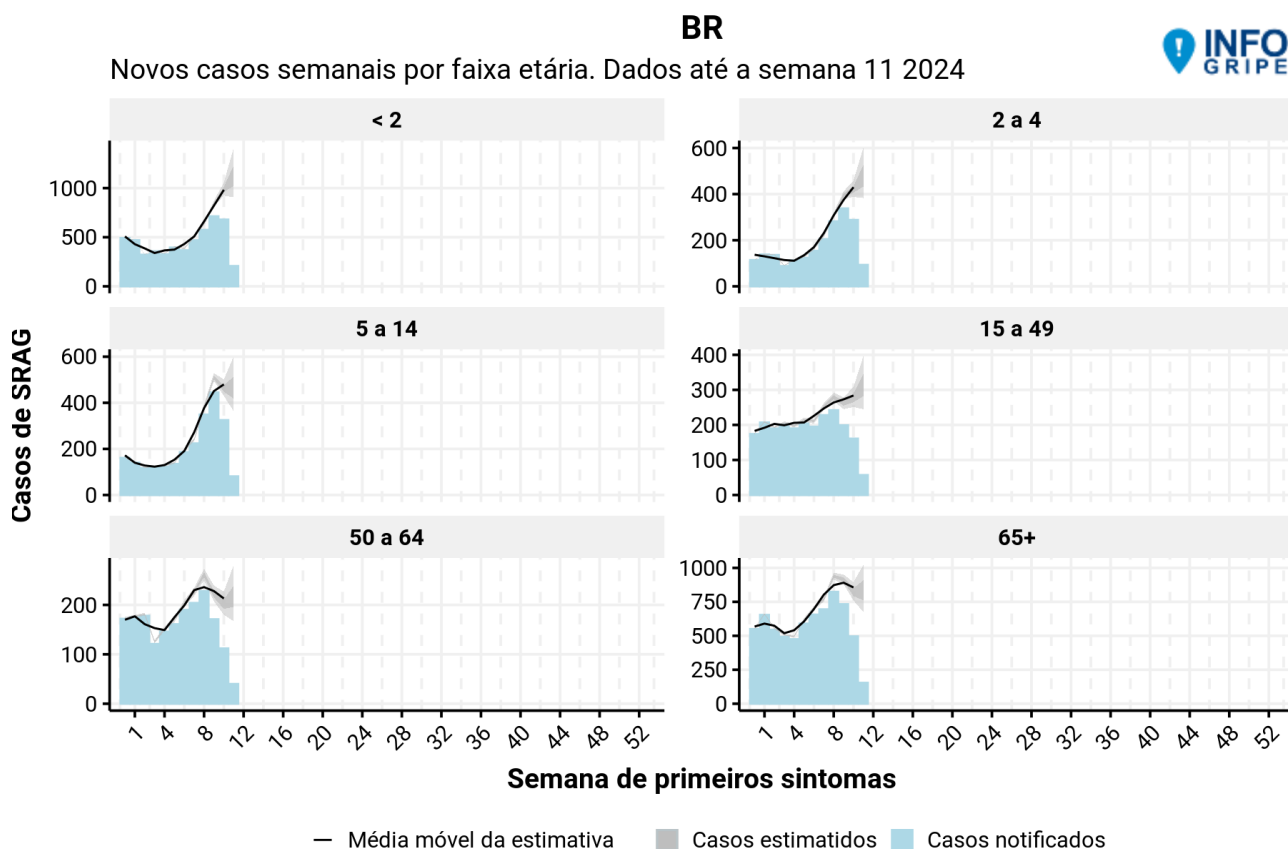 BR
INFO
GRIPE
Novos casos semanais por faixa etária. Dados até a semana 11 2024
< 2
2 a 4
1000
500
0
600
400
200
0
5 a 14
15 a 49
600
400
200
0
400
300
200
100
0
50 a 64
65+
200
100
0
1000
750
500
250
0
Casos de SRAG
1 4 8 12 16 20 24 28 32 36 40 44 48 52
1 4 8 12 16 20 24 28 32 36 40 44 48 52
Semana de primeiros sintomas
Média móvel da estimativa Casos estimatidos Casos notificados